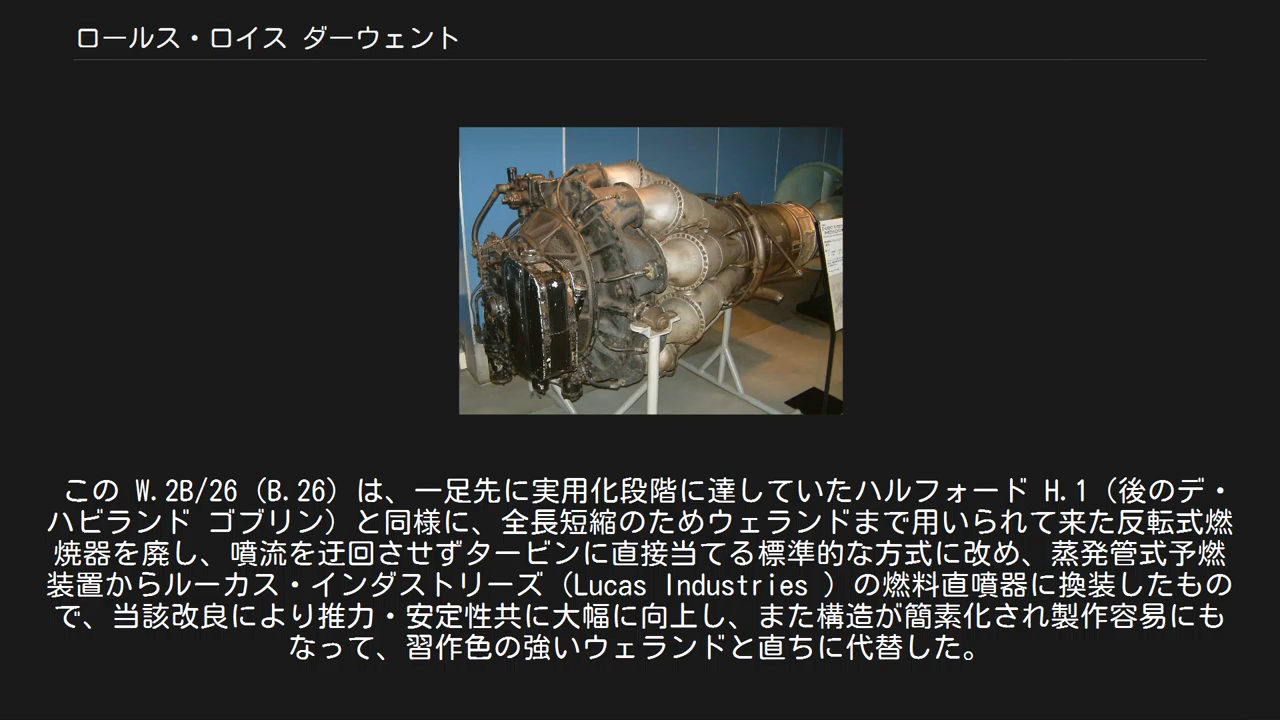 ロールス・ロイス ダーウェント
この W.2B/26（B.26）は、一足先に実用化段階に達していたハルフォード H.1（後のデ・
ハビランド ゴブリン）と同様に、全長短縮のためウェランドまで用いられて来た反転式燃
焼器を廃し、噴流を迂回させずタービンに直接当てる標準的な方式に改め、蒸発管式予燃
装置からルーカス・インダストリーズ（Lucas Industries ）の燃料直噴器に換装したもの
で、当該改良により推力・安定性共に大幅に向上し、また構造が簡素化され製作容易にも
なって、習作色の強いウェランドと直ちに代替した。